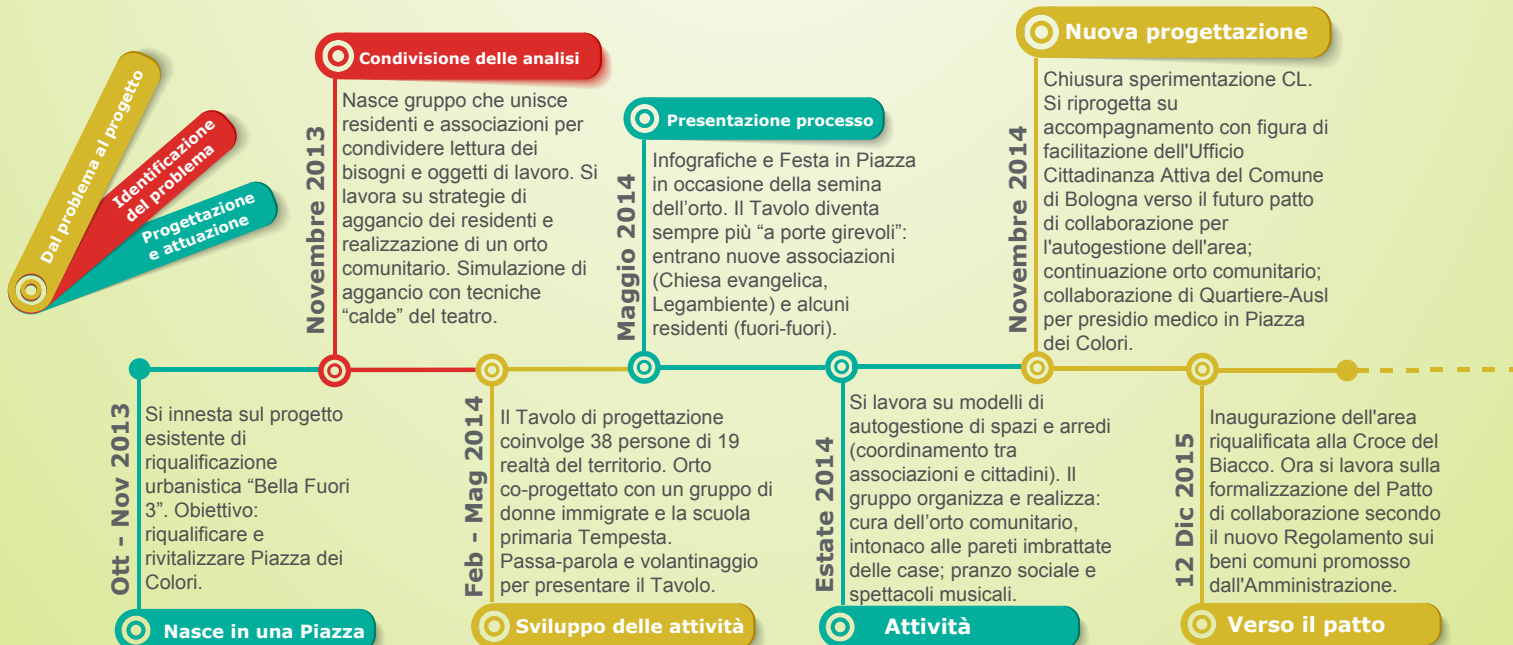 Dal problema al progetto
Identificazione
del problema
Progettazione
e attuazione
Condivisione delle analisi
Novembre 2013
Nasce gruppo che unisce
residenti e associazioni per
condividere lettura dei
bisogni e oggetti di lavoro. Si
lavora su strategie di
aggancio dei residenti e
realizzazione di un orto
comunitario. Simulazione di
aggancio con tecniche
“calde” del teatro.
Presentazione processo
Maggio 2014
Infografiche e Festa in Piazza
in occasione della semina
dell’orto. Il Tavolo diventa
sempre più “a porte girevoli”:
entrano nuove associazioni
(Chiesa evangelica,
Legambiente) e alcuni
residenti (fuori-fuori).
Nuova progettazione
Novembre 2014
Chiusura sperimentazione CL.
Si riprogetta su
accompagnamento con figura di
facilitazione dell'Ufficio
Cittadinanza Attiva del Comune
di Bologna verso il futuro patto
di collaborazione per
l'autogestione dell'area;
continuazione orto comunitario;
collaborazione di Quartiere-Ausl
per presidio medico in Piazza
dei Colori.
Ott - Nov 2013
Si innesta sul progetto
esistente di
riqualificazione
urbanistica “Bella Fuori
3”. Obiettivo:
riqualificare e
rivitalizzare Piazza dei
Colori.
Nasce in una Piazza
Feb - Mag 2014
Il Tavolo di progettazione
coinvolge 38 persone di 19
realtà del territorio. Orto
co-progettato con un gruppo di
donne immigrate e la scuola
primaria Tempesta.
Passa-parola e volantinaggio
per presentare il Tavolo.
Sviluppo delle attività
Estate 2014
Si lavora su modelli di
autogestione di spazi e arredi
(coordinamento tra
associazioni e cittadini). Il
gruppo organizza e realizza:
cura dell’orto comunitario,
intonaco alle pareti imbrattate
delle case; pranzo sociale e
spettacoli musicali.
Attività
12 Dic 2015
Inaugurazione dell'area
riqualificata alla Croce del
Biacco. Ora si lavora sulla
formalizzazione del Patto
di collaborazione secondo
il nuovo Regolamento sui
beni comuni promosso
dall'Amministrazione.
Verso il patto